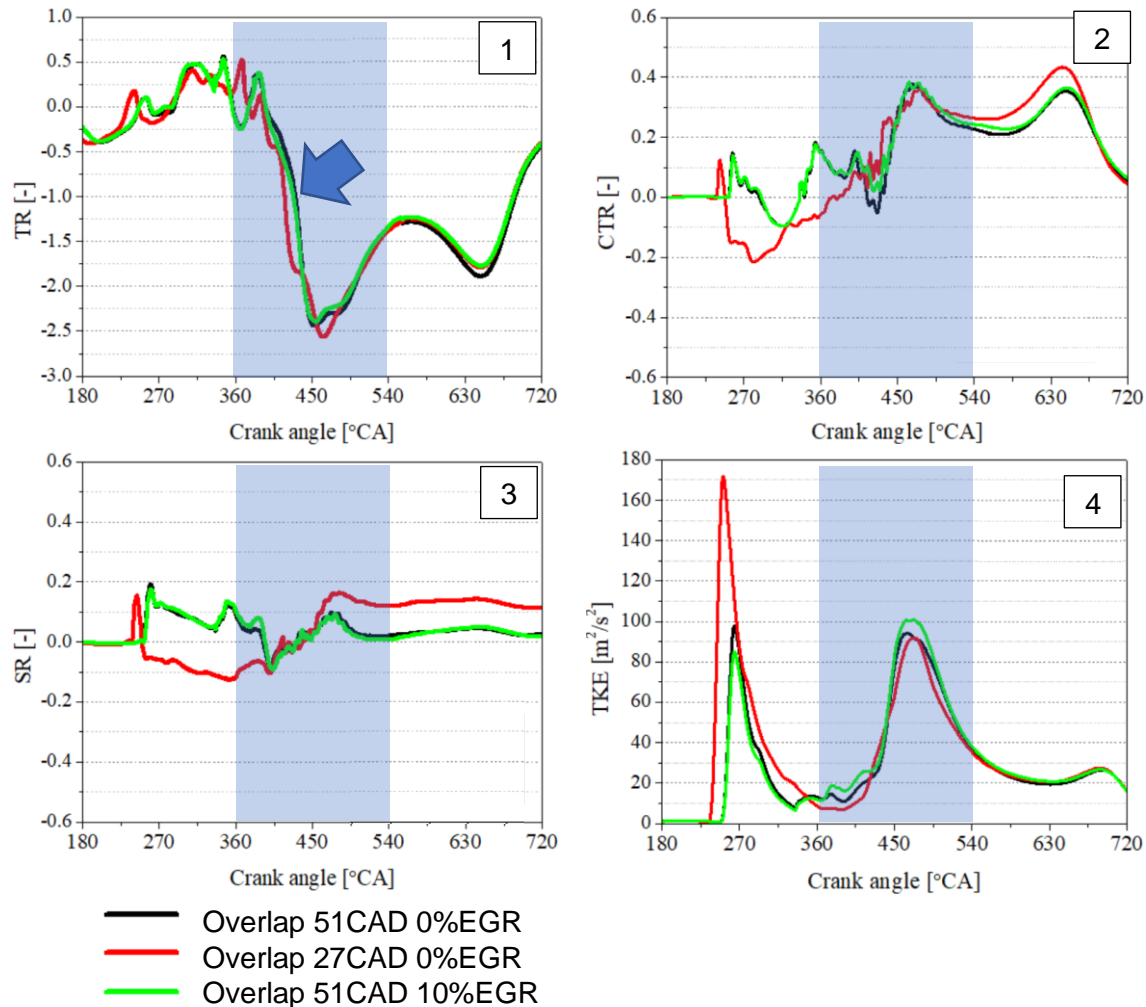 1
TR [-]
1.0
0.5
0.0
-0.5
-1.0
-1.5
-2.0
-2.5
-3.0
180 270 360 450 540 630 720
Crank angle [°CA]
2
CTR [-]
0.6
0.4
0.2
0.0
-0.2
-0.4
-0.6
180 270 360 450 540 630 720
Crank angle [°CA]
3
SR [-]
0.6
0.4
0.2
0.0
-0.2
-0.4
-0.6
180 270 360 450 540 630 720
Crank angle [°CA]
4
TKE [m²/s²]
180
160
140
120
100
80
60
40
20
0
180 270 360 450 540 630 720
Crank angle [°CA]
Overlap 51CAD 0%EGR
Overlap 27CAD 0%EGR
Overlap 51CAD 10%EGR